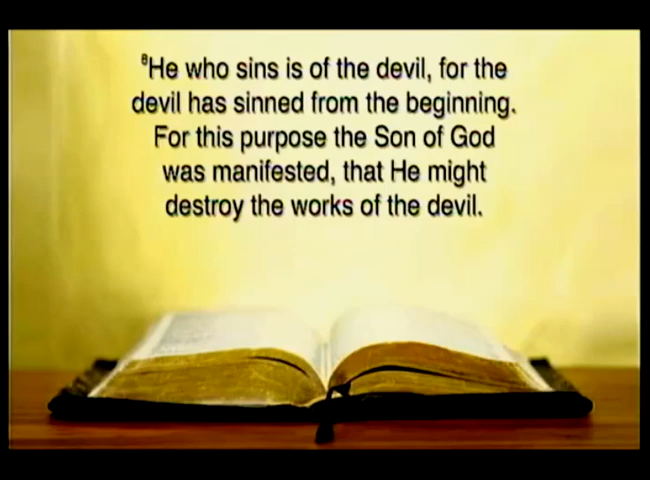 ⁸He who sins is of the devil, for the
devil has sinned from the beginning.
For this purpose the Son of God
was manifested, that He might
destroy the works of the devil.